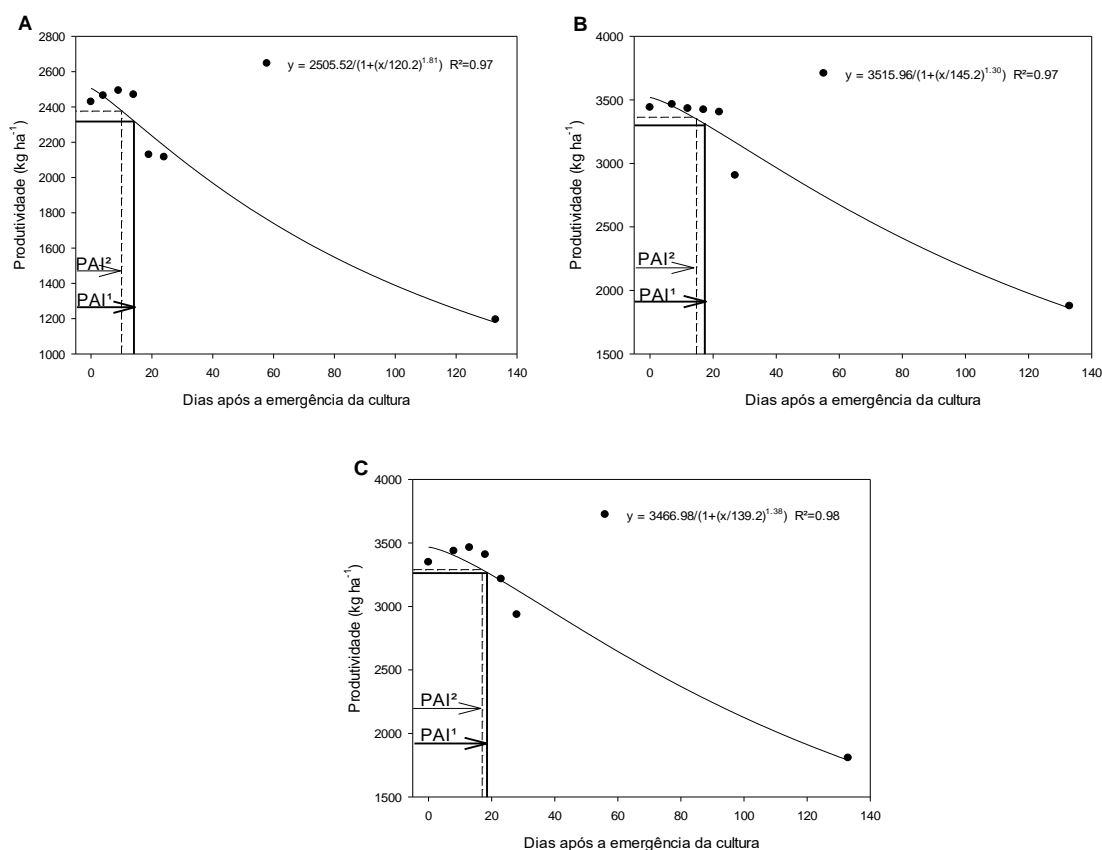 A
y = 2505.52/(1+(x/120.2)^1.81) R²=0.97
Produtividade (kg ha⁻¹)
2800
2600
2400
2200
2000
1800
1600
1400
1200
1000
PAI²
PAI¹
0 20 40 60 80 100 120 140
Dias após a emergência da cultura
B
y = 3515.96/(1+(x/145.2)^1.30) R²=0.97
Produtividade (kg ha⁻¹)
4000
3500
3000
2500
2000
1500
PAI²
PAI¹
0 20 40 60 80 100 120 140
Dias após a emergência da cultura
C
y = 3466.98/(1+(x/139.2)^1.38) R²=0.98
Produtividade (kg ha⁻¹)
4000
3500
3000
2500
2000
1500
PAI²
PAI¹
0 20 40 60 80 100 120 140
Dias após a emergência da cultura